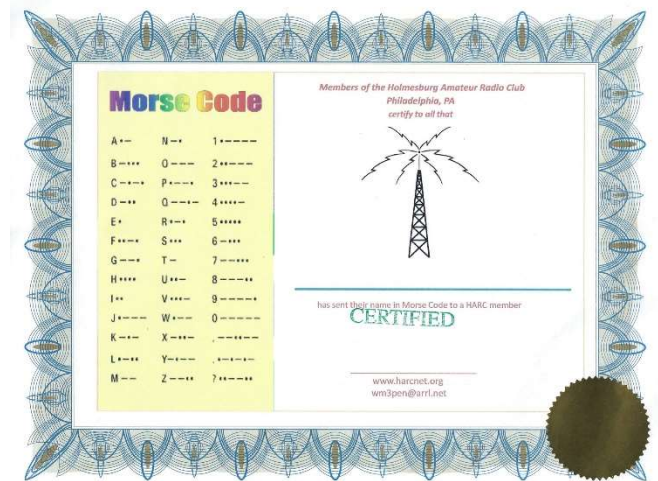 Morse Code
A •— N —• 1 •————
B —••• O ——— 2 ••———
C —•—• P •——• 3 •••——
D —•• Q ——•— 4 ••••—
E • R •—• 5 •••••
F ••—• S ••• 6 —••••
G ——• T — 7 ——•••
H •••• U ••— 8 ———••
I •• V •••— 9 ————•
J •——— W •—— 0 —————
K —•— X —••— , ——••——
L •—•• Y —•—— . •—•—•—
M —— Z ——•• ? ••——••
Members of the Holmesburg Amateur Radio Club
Philadelphia, PA
certify to all that
has sent their name in Morse Code to a HARC member
CERTIFIED
www.harcnet.org
wm3pen@arrl.net